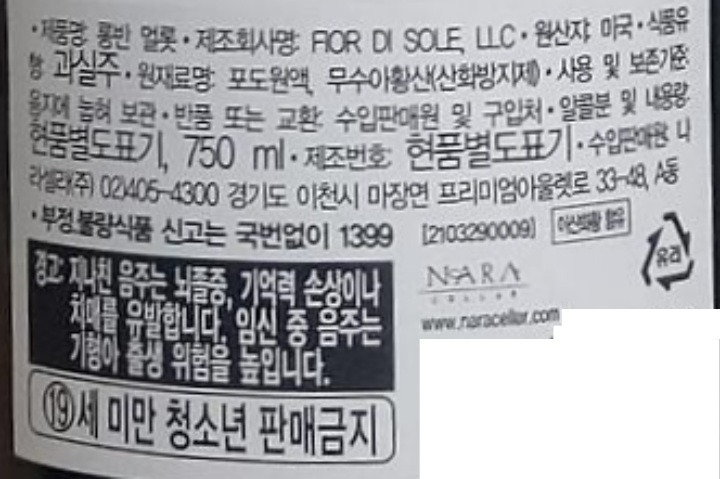 •제품명: 롱반 멀롯•제조회사명: FIOR DI SOLE, LLC•원산지: 미국•식품유
형: 과실주•원재료명: 포도원액, 무수아황산(산화방지제)•사용 및 보존기준:
음지에 눕혀 보관•반품 또는 교환: 수입판매원 및 구입처•알콜분 및 내용량:
현품별도표기, 750 ml•제조번호: 현품별도표기•수입판매원: 나
라셀라(주) 02)405-4300 경기도 이천시 마장면 프리미엄아울렛로 33-48, A동
•부정.불량식품 신고는 국번없이 1399 [2103290009] 아산화황 함유
경고: 지나친 음주는 뇌졸중, 기억력 손상이나
치매를 유발합니다. 임신 중 음주는
기형아 출생 위험을 높입니다.
NARA
CELLAR
www.naracellar.com
유리
⑲세 미만 청소년 판매금지